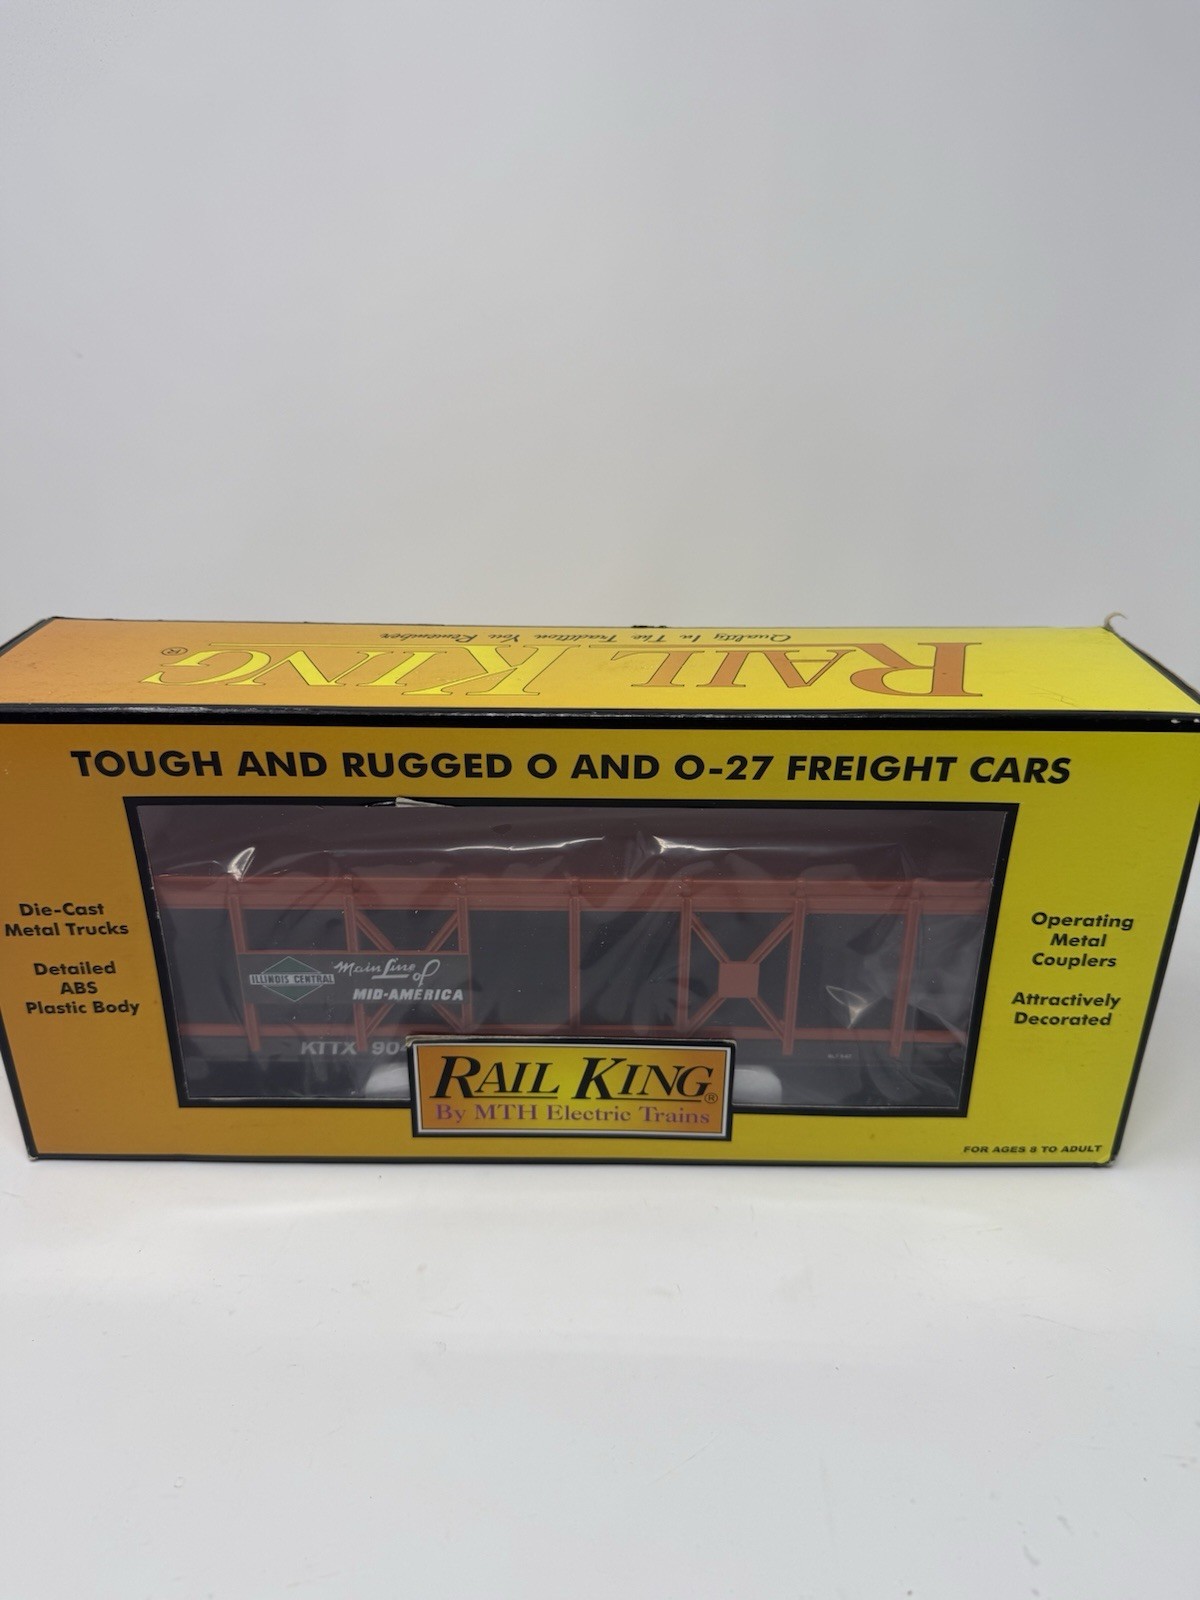 RAIL KING®
Quality In The Tradition You Remember
TOUGH AND RUGGED O AND O-27 FREIGHT CARS
Die-Cast
Metal Trucks
Detailed
ABS
Plastic Body
Operating
Metal
Couplers
Attractively
Decorated
ILLINOIS CENTRAL
Main Line
of
MID-AMERICA
KTTX 904
RAIL KING®
By MTH Electric Trains
FOR AGES 8 TO ADULT